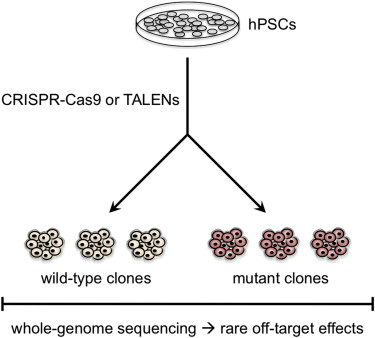 hPSCs
CRISPR-Cas9 or TALENs
wild-type clones
mutant clones
whole-genome sequencing → rare off-target effects